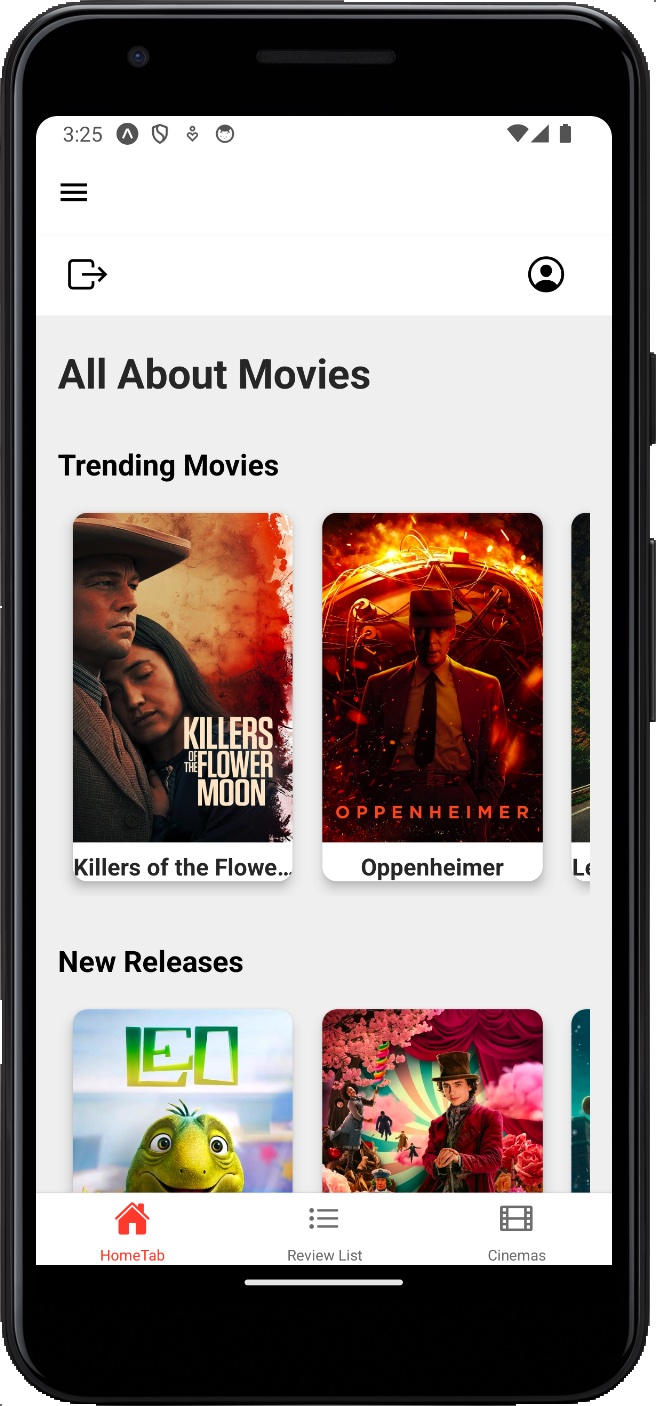 3:25
All About Movies
Trending Movies
KILLERS
OF THE FLOWER
MOON
OPPENHEIMER
Killers of the Flowe...
Oppenheimer
Le
New Releases
LEO
HomeTab
Review List
Cinemas